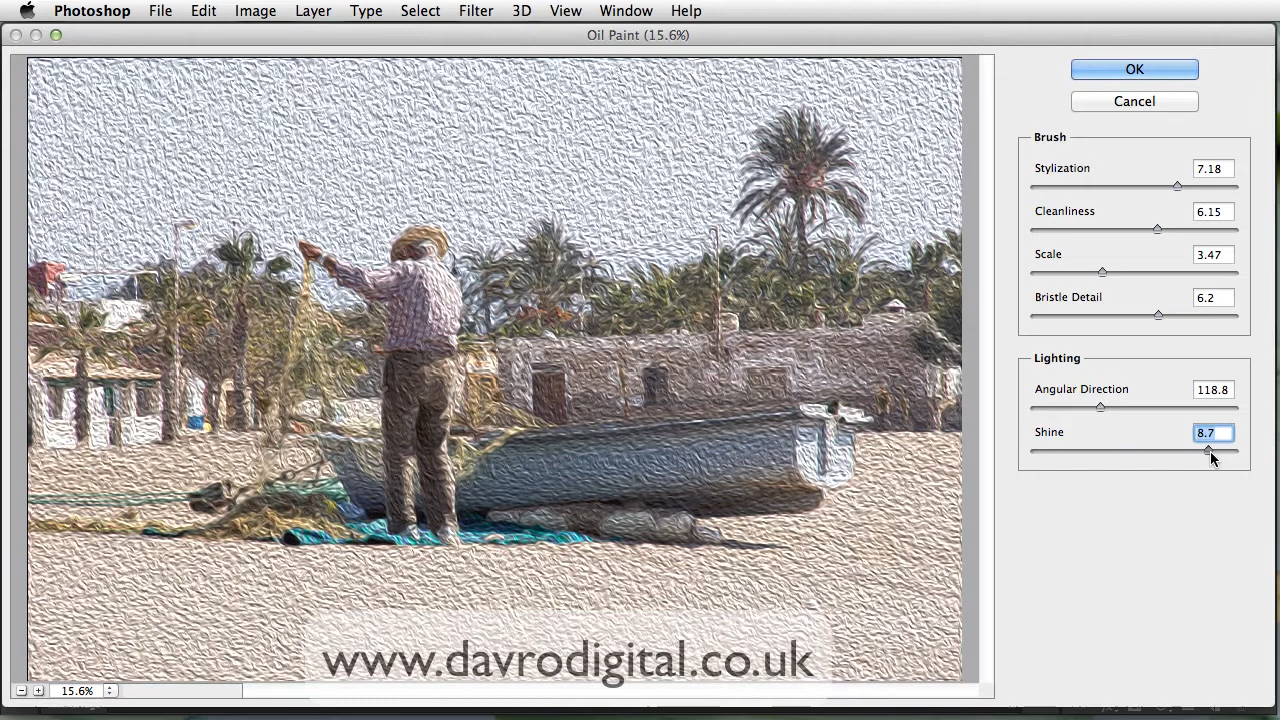 Photoshop File Edit Image Layer Type Select Filter 3D View Window Help
Oil Paint (15.6%)
OK
Cancel
Brush
Stylization 7.18
Cleanliness 6.15
Scale 3.47
Bristle Detail 6.2
Lighting
Angular Direction 118.8
Shine 8.7
www.davrodigital.co.uk
15.6%